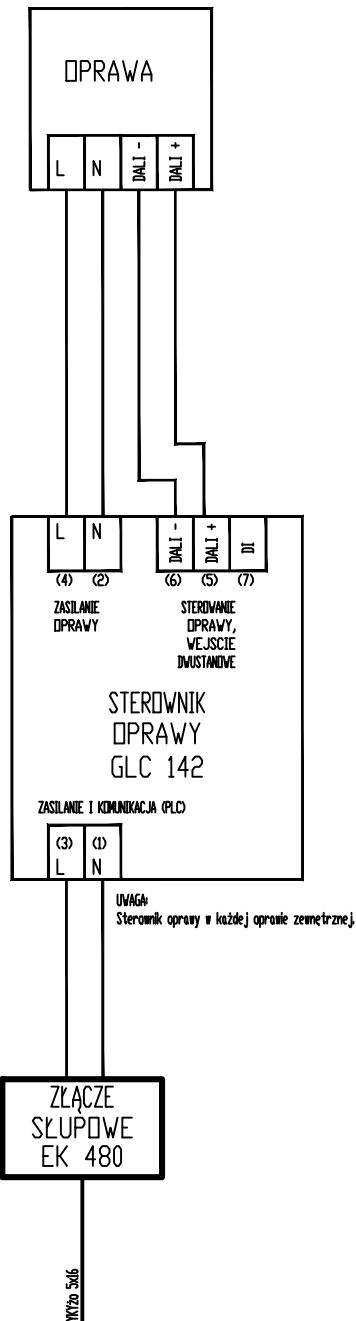 OPRAWA
L N DALI - DALI +
L N DALI - DALI + DI
(4) (2) (6) (5) (7)
ZASILANIE
OPRAWY
STEROWANIE
OPRAWY,
WEJSCIE
DWUSTANOWE
STEROWNIK
OPRAWY
GLC 142
ZASILANIE I KOMUNIKACJA (PLC)
(3) (1)
L N
UWAGA:
Sterownik oprawy w każdej oprawie zewnętrznej.
ZŁĄCZE
SŁUPOWE
EK 480
YKYżo 5x16